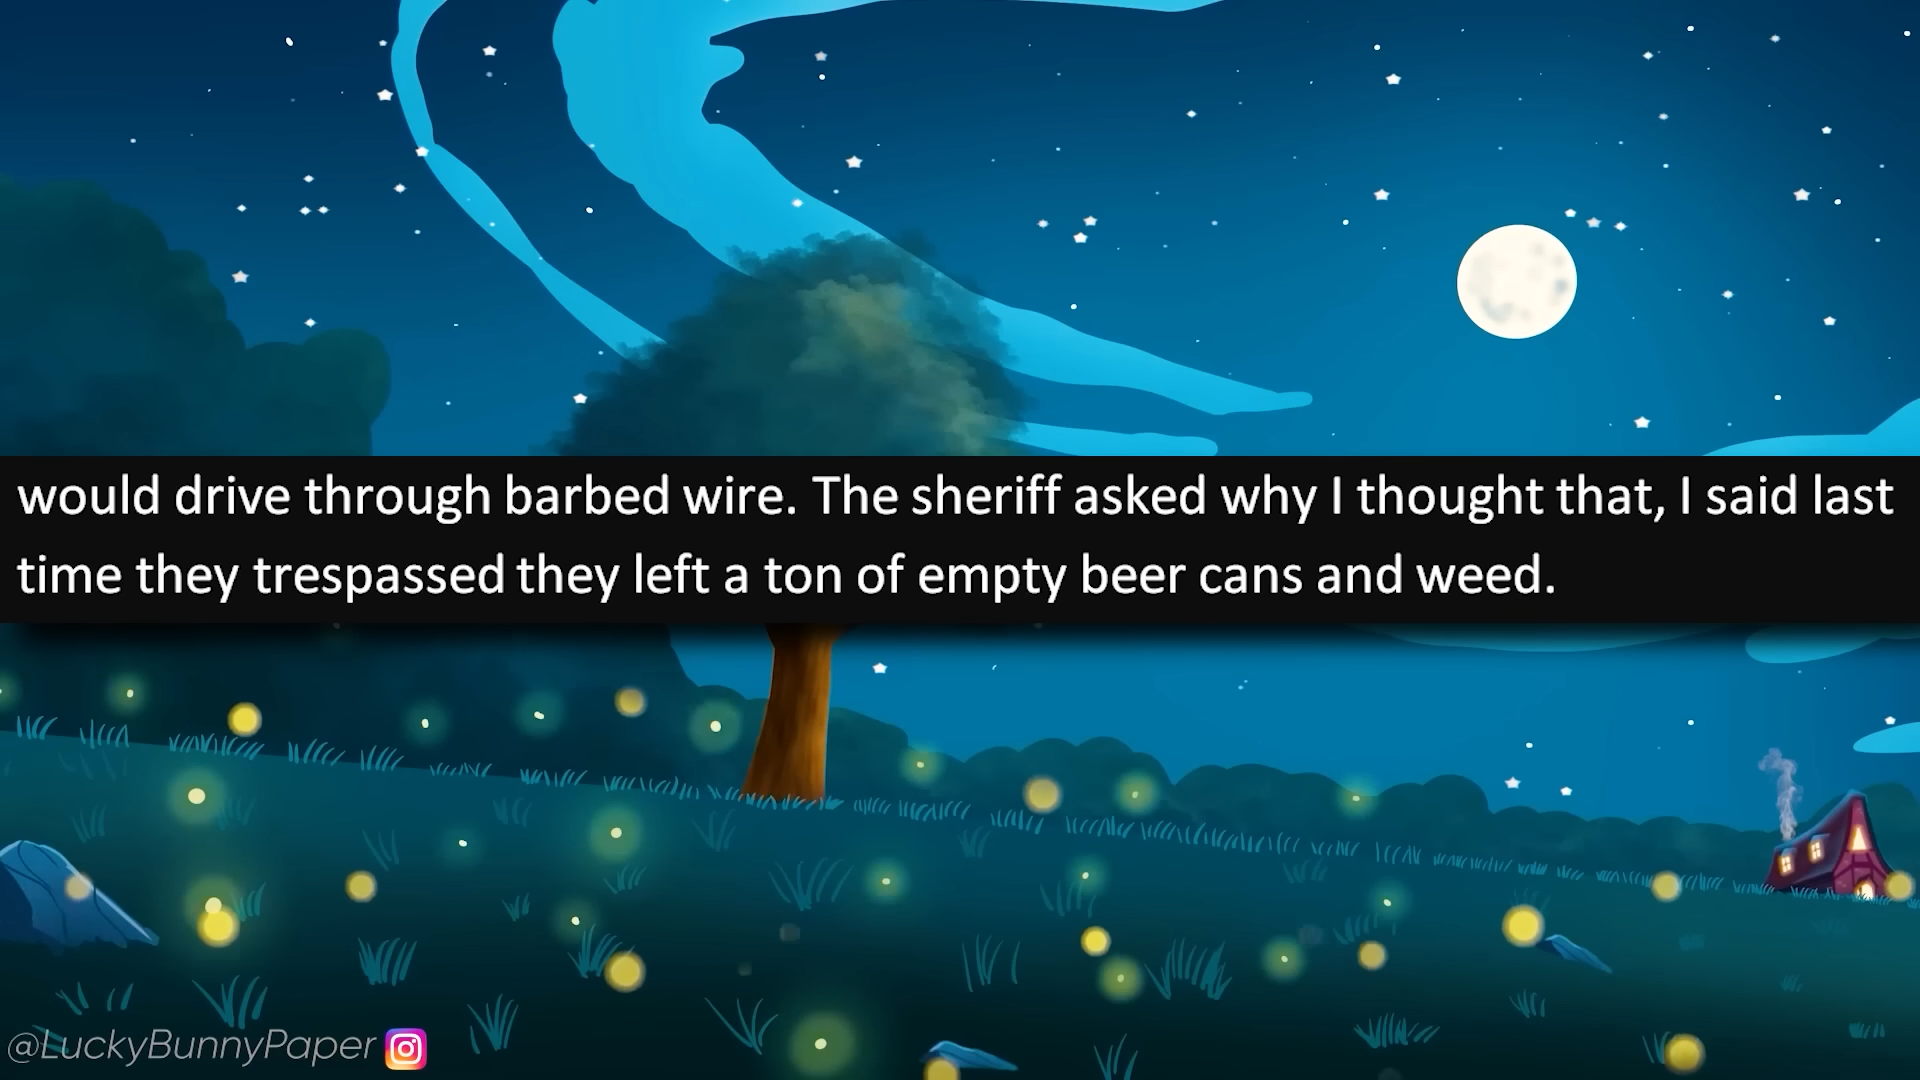 would drive through barbed wire. The sheriff asked why I thought that, I said last
time they trespassed they left a ton of empty beer cans and weed.
@LuckyBunnyPaper